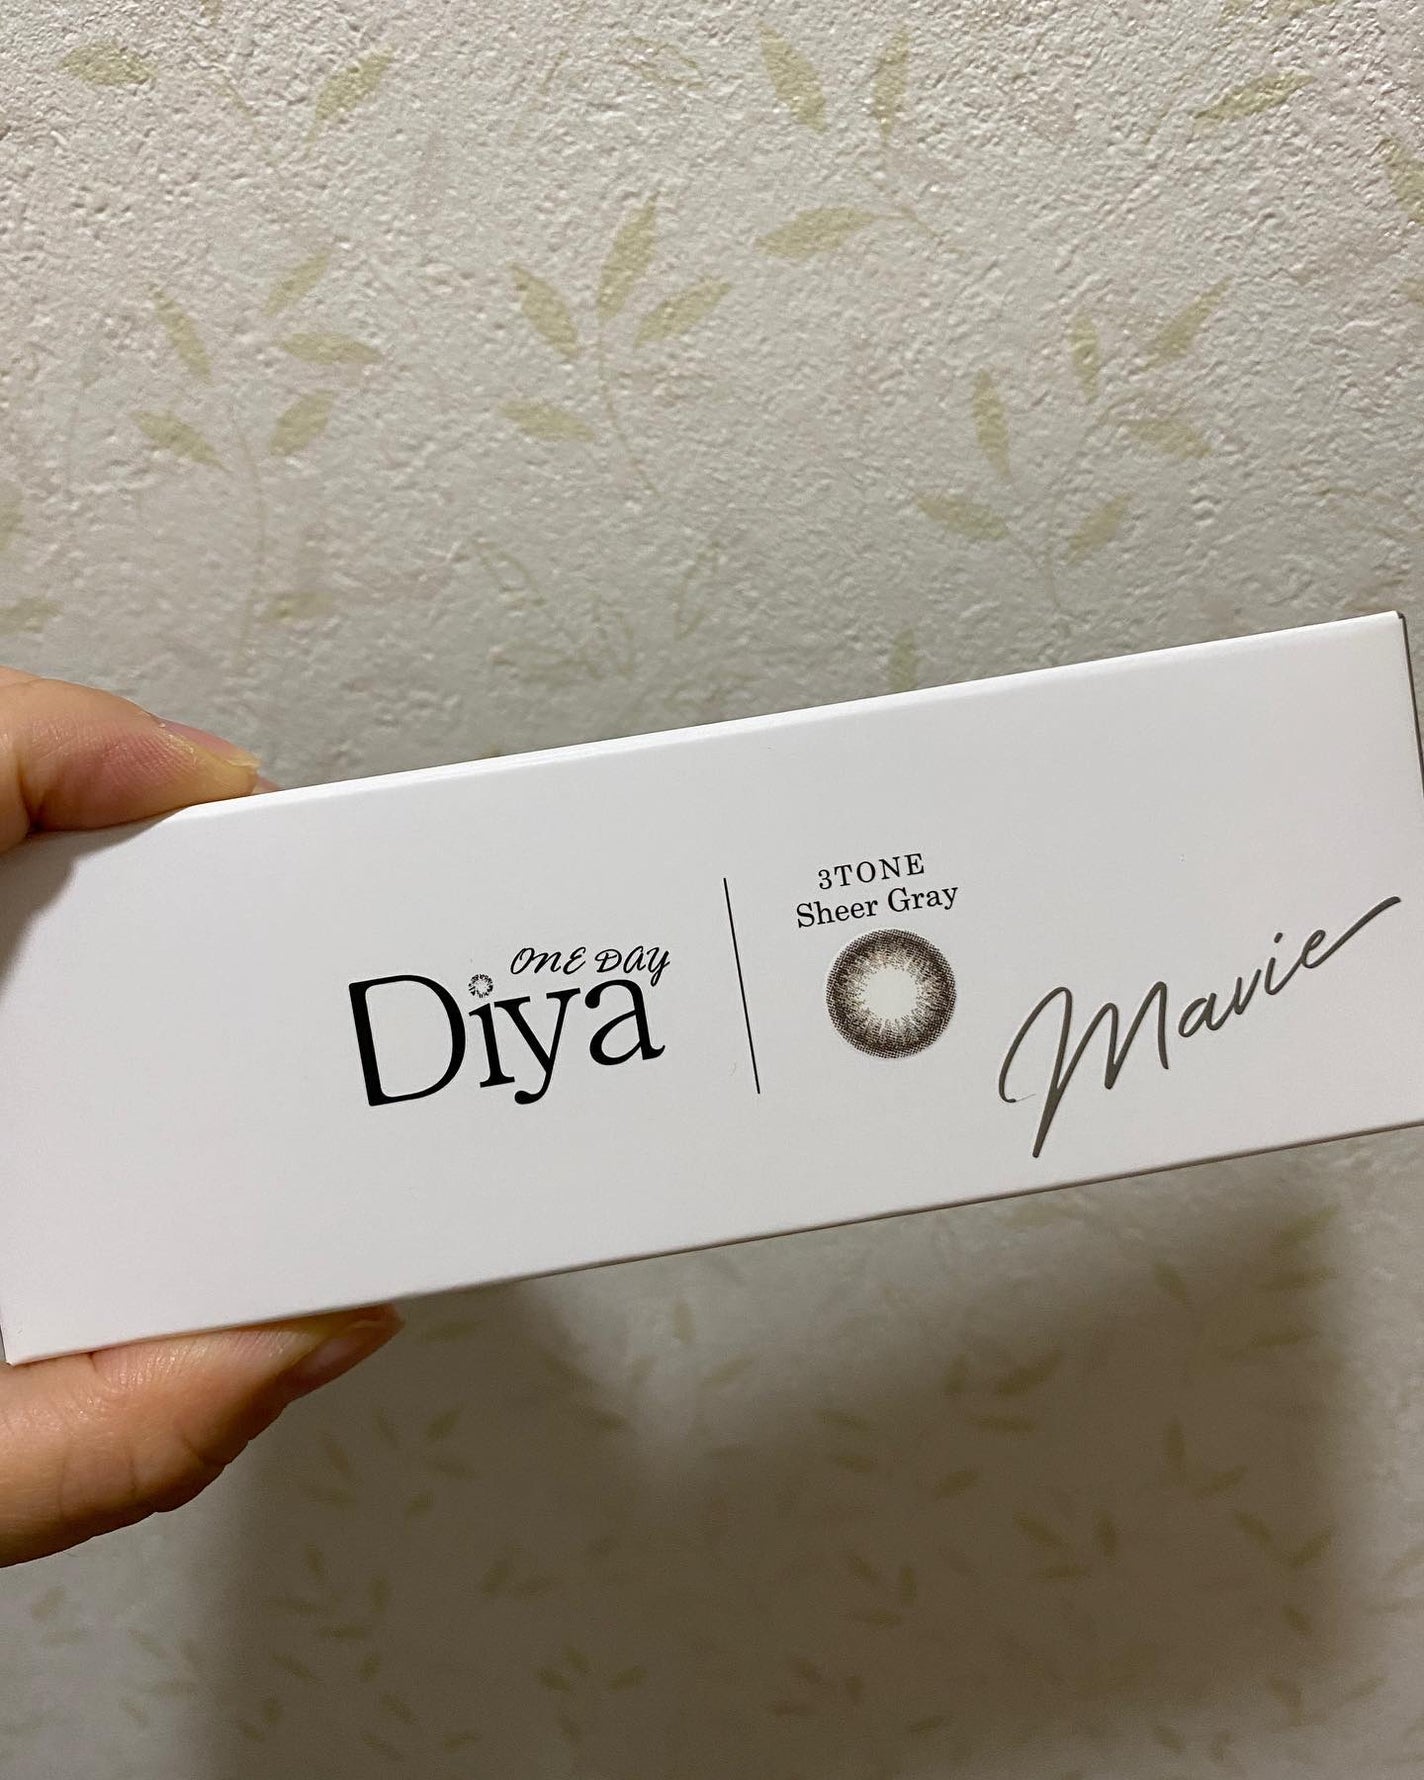 ONE DAY
Diya
3TONE
Sheer Gray
Mavie